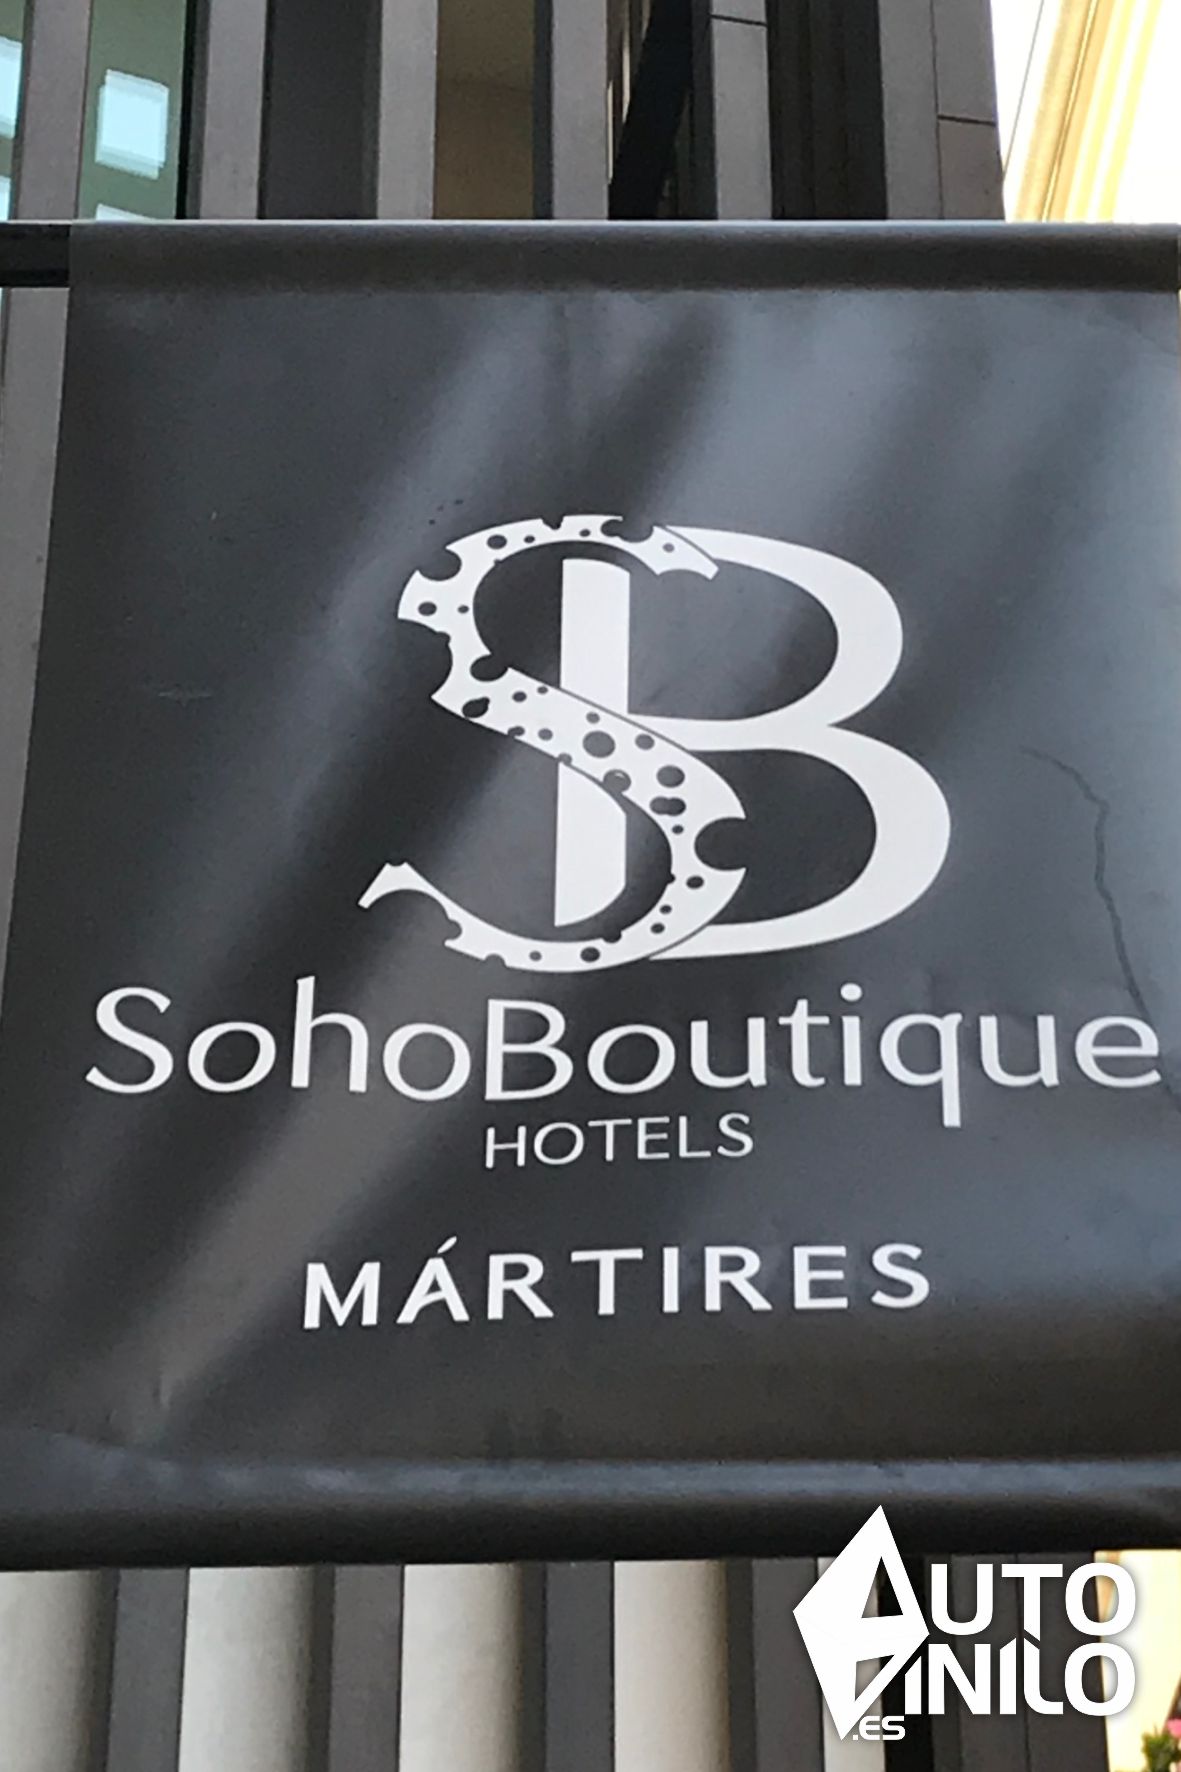 SB
SohoBoutique
HOTELS
MÁRTIRES
AUTO
VINILO
.ES